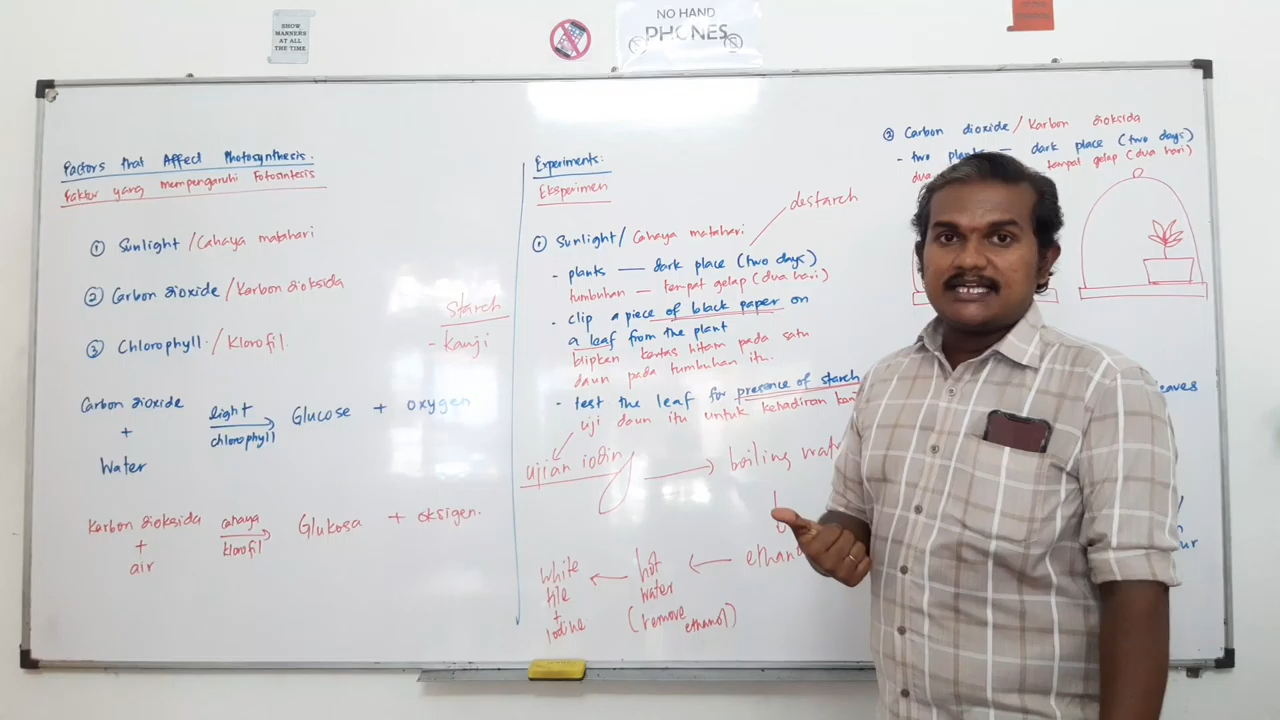 SHOW
MANNERS
AT ALL
THE TIME
NO HAND
PHONES
Factors that Affect Photosynthesis.
Faktor yang mempengaruhi Fotosintesis
① Sunlight / Cahaya matahari
② Carbon dioxide / Karbon dioksida
③ Chlorophyll / Klorofil.
Starch
- Kanji
Carbon dioxide
+
Water
light
chlorophyll
Glucose + oxygen
Karbon dioksida
+
air
cahaya
klorofil
Glukosa + oksigen.
Experiments:
Eksperimen
destarch
① Sunlight / Cahaya matahari
- plants — dark place (two days)
tumbuhan — tempat gelap (dua hari)
- clip a piece of black paper on
a leaf from the plant
klipkan kertas hitam pada satu
daun pada tumbuhan itu.
- test the leaf for presence of starch
uji daun itu untuk kehadiran
ujian iodin
boiling
hot
water
(remove
ethanol)
white
tile
+
Iodine
② Carbon dioxide / Karbon dioksida
- two — dark place (two days)
dua tempat gelap (dua hari)